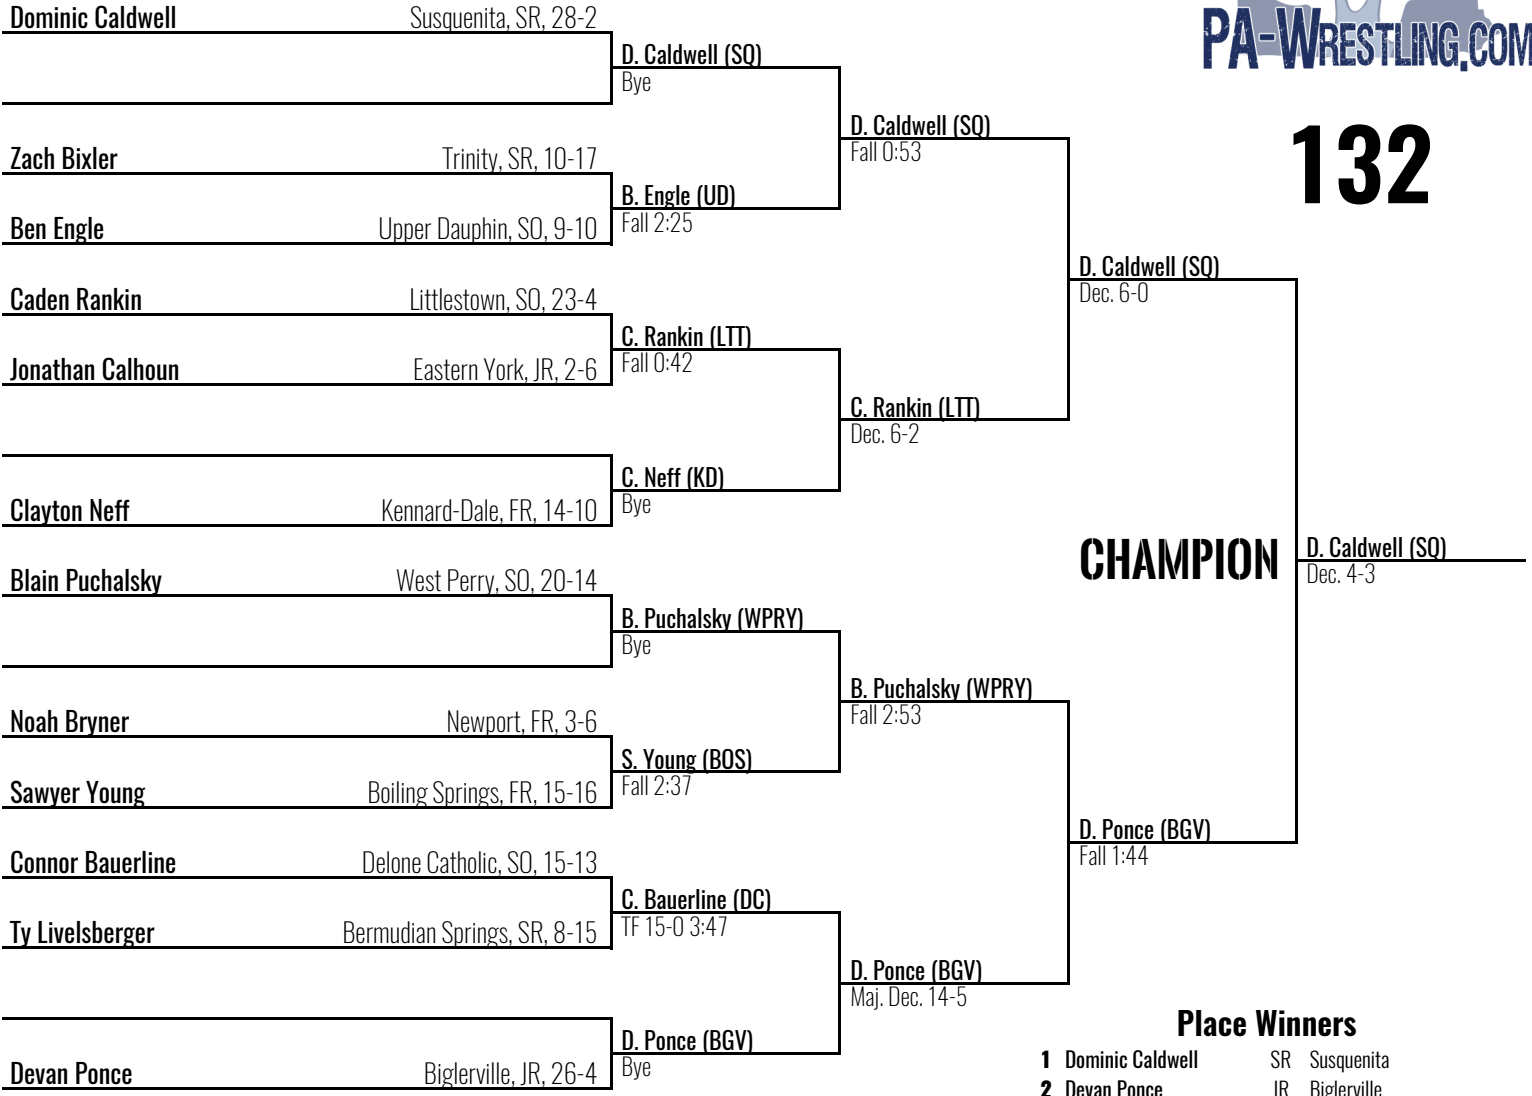 Dominic Caldwell Susquenita, SR, 28-2
D. Caldwell (SQ)
Bye
Zach Bixler Trinity, SR, 10-17
B. Engle (UD)
Fall 2:25
Ben Engle Upper Dauphin, SO, 9-10
D. Caldwell (SQ)
Fall 0:53
Caden Rankin Littlestown, SO, 23-4
C. Rankin (LTT)
Fall 0:42
Jonathan Calhoun Eastern York, JR, 2-6
C. Rankin (LTT)
Dec. 6-2
C. Neff (KD)
Bye
Clayton Neff Kennard-Dale, FR, 14-10
D. Caldwell (SQ)
Dec. 6-0
Blain Puchalsky West Perry, SO, 20-14
B. Puchalsky (WPRY)
Bye
Noah Bryner Newport, FR, 3-6
S. Young (BOS)
Fall 2:37
Sawyer Young Boiling Springs, FR, 15-16
B. Puchalsky (WPRY)
Fall 2:53
Connor Bauerline Delone Catholic, SO, 15-13
C. Bauerline (DC)
TF 15-0 3:47
Ty Livelsberger Bermudian Springs, SR, 8-15
D. Ponce (BGV)
Maj. Dec. 14-5
D. Ponce (BGV)
Bye
Devan Ponce Biglerville, JR, 26-4
D. Ponce (BGV)
Fall 1:44
PA-WRESTLING.COM
132
CHAMPION
D. Caldwell (SQ)
Dec. 4-3
Place Winners
1 Dominic Caldwell SR Susquenita
2 Devan Ponce JR Biglerville